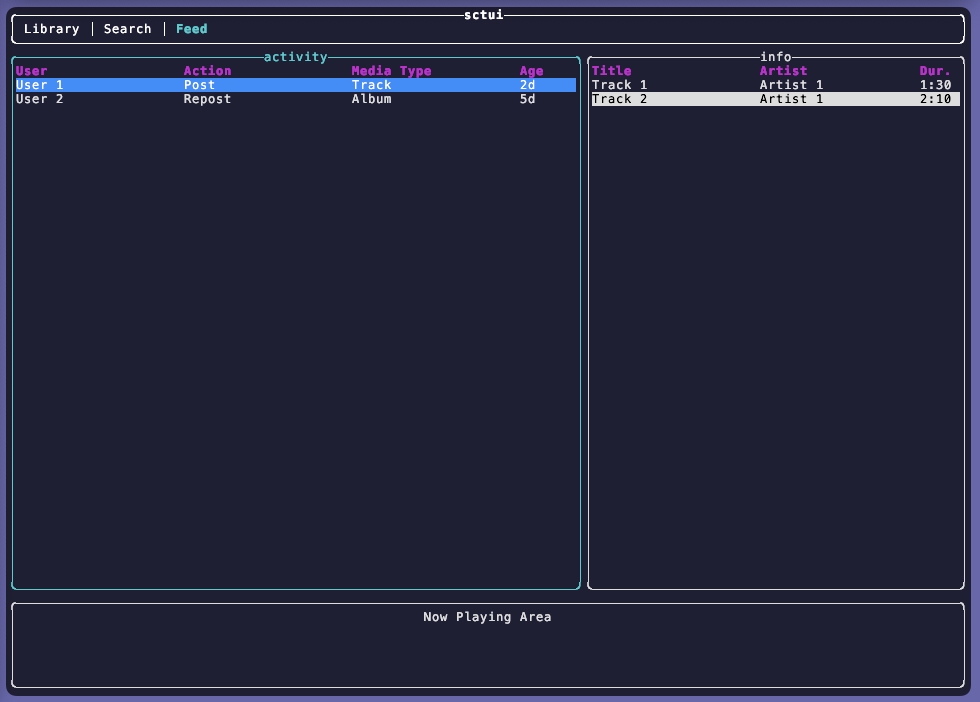 sctui
Library | Search | Feed
activity
User Action Media Type Age
User 1 Post Track 2d
User 2 Repost Album 5d
info
Title Artist Dur.
Track 1 Artist 1 1:30
Track 2 Artist 1 2:10
Now Playing Area